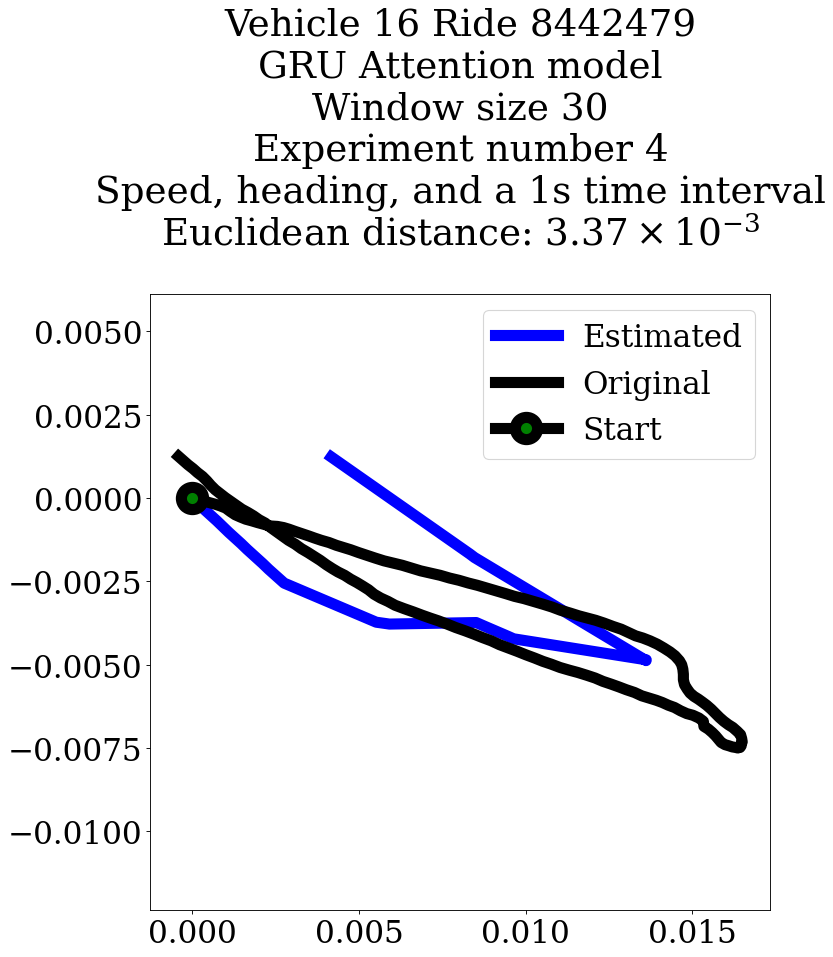 Vehicle 16 Ride 8442479
GRU Attention model
Window size 30
Experiment number 4
Speed, heading, and a 1s time interval
Euclidean distance: 3.37 × 10⁻³
Estimated
Original
Start
0.0050
0.0025
0.0000
−0.0025
−0.0050
−0.0075
−0.0100
0.000 0.005 0.010 0.015